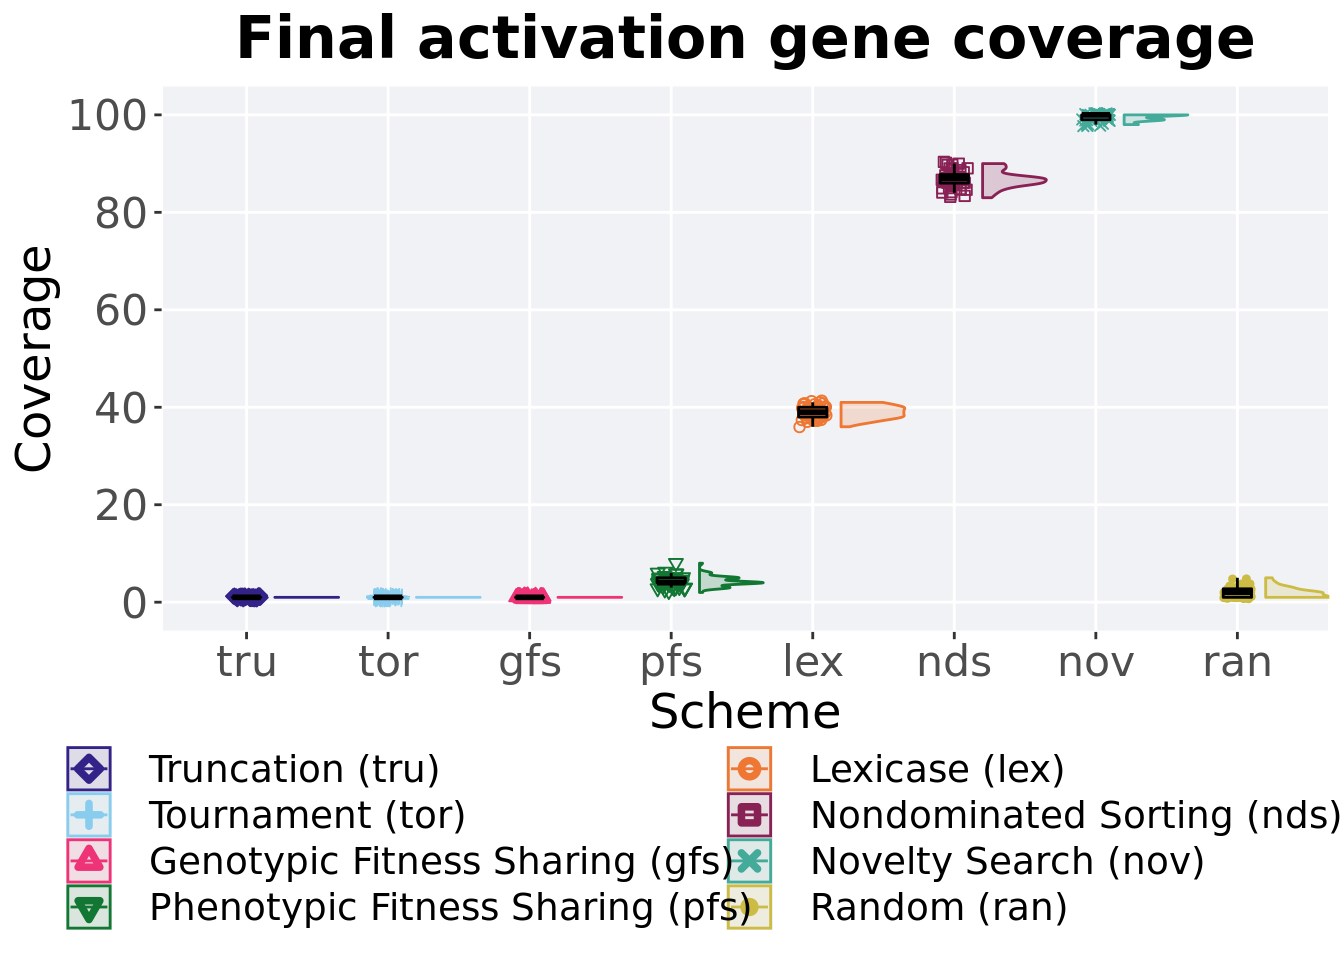 Final activation gene coverage
100
80
60
40
20
0
Coverage
tru tor gfs pfs lex nds nov ran
Scheme
Truncation (tru)
Tournament (tor)
Genotypic Fitness Sharing (gfs)
Phenotypic Fitness Sharing (pfs)
Lexicase (lex)
Nondominated Sorting (nds)
Novelty Search (nov)
Random (ran)